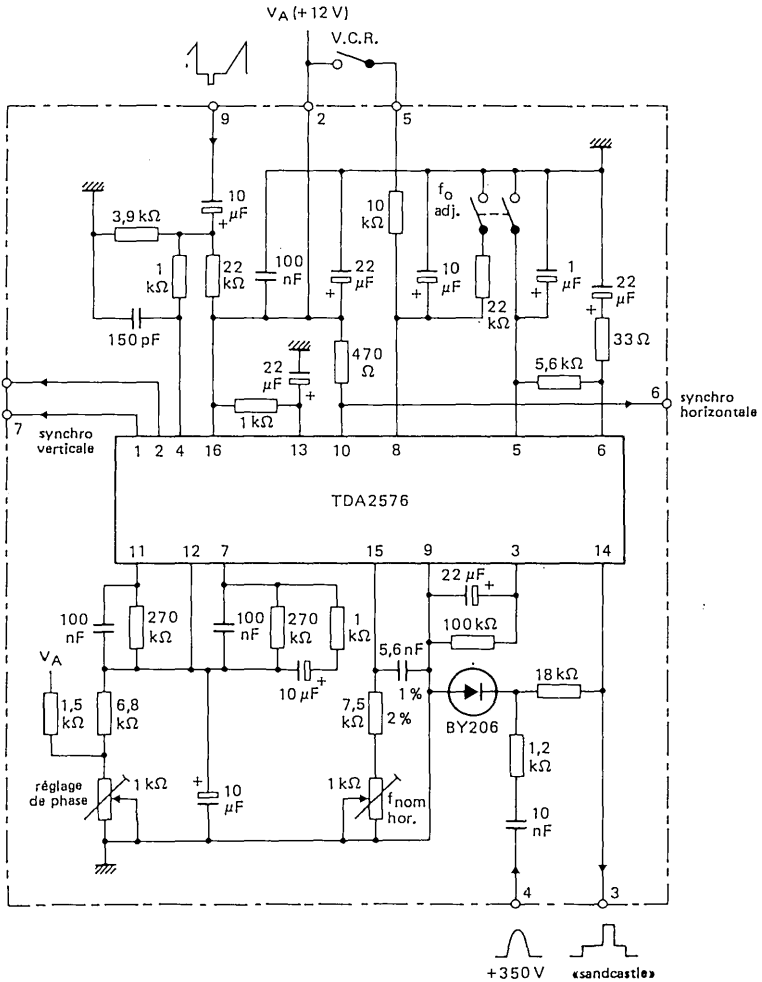 VA (+12 V)
V.C.R.
9
2
5
10 µF
+
3,9 kΩ
10 kΩ
fo adj.
1 kΩ
22 kΩ
100 nF
22 µF
+
10 µF
+
22 kΩ
1 µF
+
22 µF
+
150 pF
33 Ω
470 Ω
22 µF
+
5,6 kΩ
1 kΩ
6
synchro horizontale
7
synchro verticale
1
2
4
16
13
10
8
5
6
TDA2576
11
12
7
15
9
3
14
22 µF
+
100 nF
270 kΩ
100 nF
270 kΩ
1 kΩ
100 kΩ
5,6 nF
1 %
VA
10 µF
+
18 kΩ
1,5 kΩ
6,8 kΩ
7,5 kΩ
2 %
BY206
1,2 kΩ
réglage de phase
1 kΩ
+
10 µF
1 kΩ
fnom hor.
10 nF
4
3
+350 V
«sandcastle»